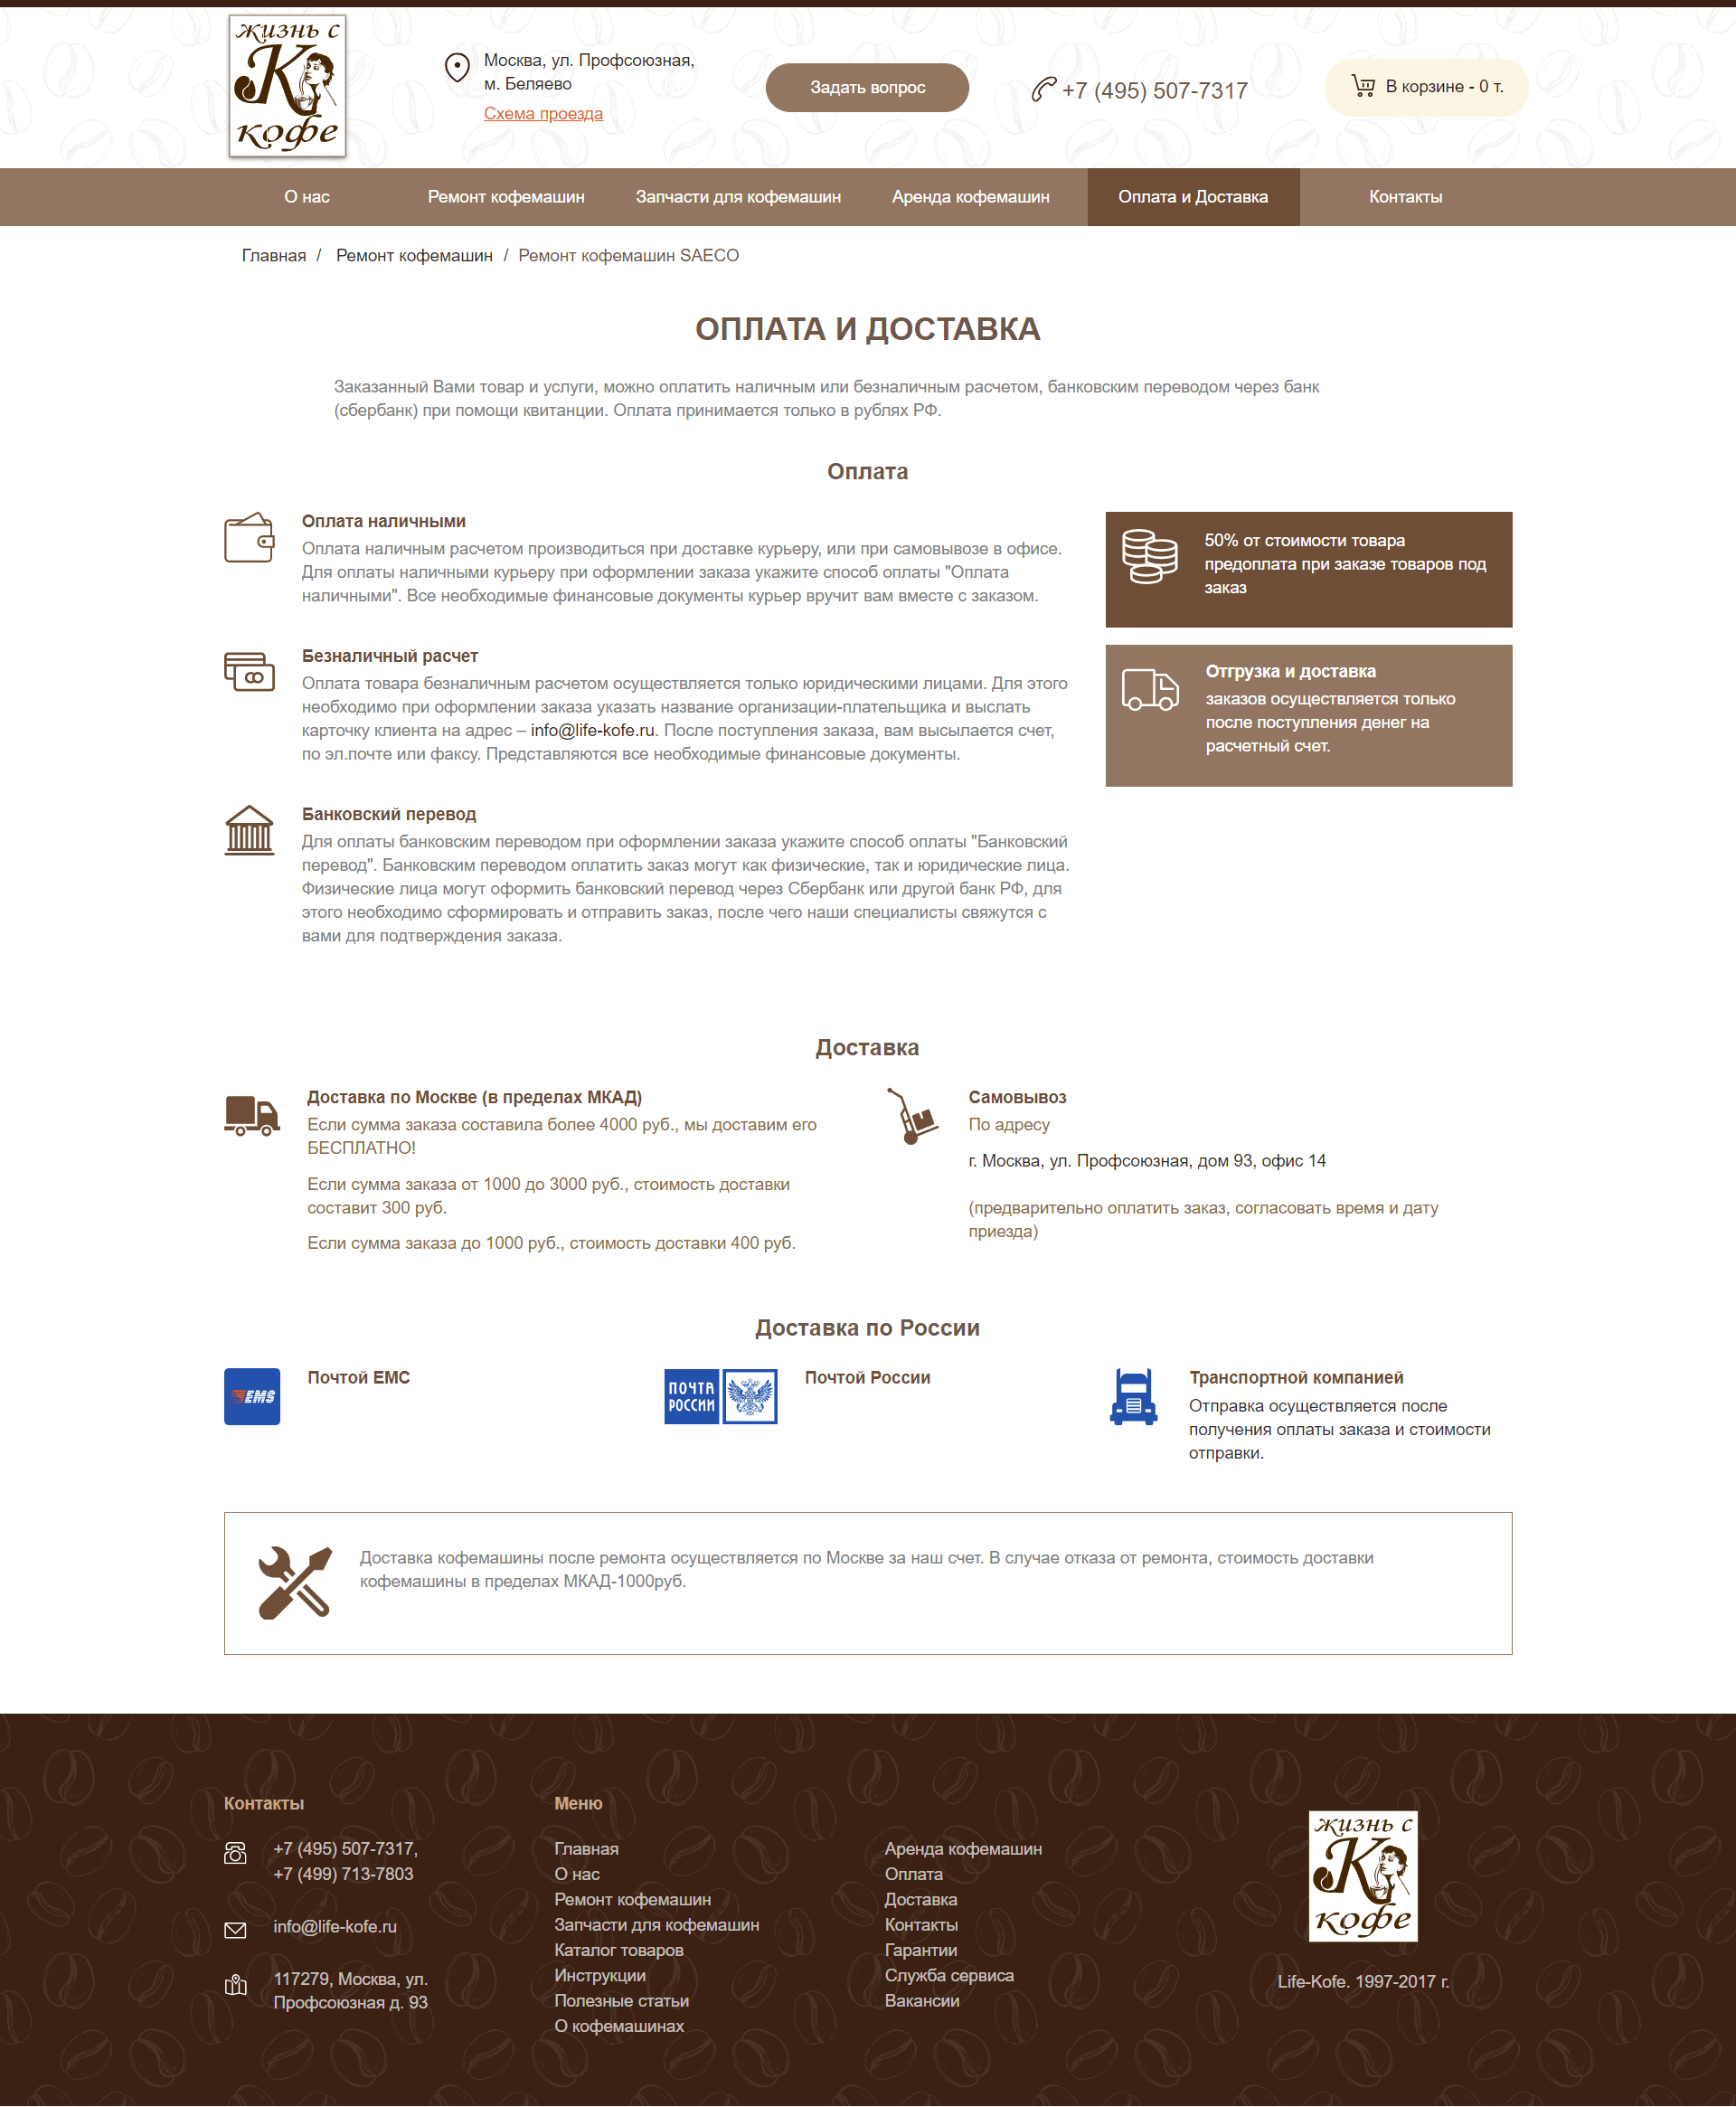 жизнь с
К
кофе
Москва, ул. Профсоюзная,
м. Беляево
Схема проезда
Задать вопрос
+7 (495) 507-7317
В корзине - 0 т.
О нас
Ремонт кофемашин
Запчасти для кофемашин
Аренда кофемашин
Оплата и Доставка
Контакты
Главная / Ремонт кофемашин / Ремонт кофемашин SAECO
ОПЛАТА И ДОСТАВКА
Заказанный Вами товар и услуги, можно оплатить наличным или безналичным расчетом, банковским переводом через банк
(сбербанк) при помощи квитанции. Оплата принимается только в рублях РФ.
Оплата
Оплата наличными
Оплата наличным расчетом производиться при доставке курьеру, или при самовывозе в офисе.
Для оплаты наличными курьеру при оформлении заказа укажите способ оплаты "Оплата
наличными". Все необходимые финансовые документы курьер вручит вам вместе с заказом.
50% от стоимости товара
предоплата при заказе товаров под
заказ
Безналичный расчет
Оплата товара безналичным расчетом осуществляется только юридическими лицами. Для этого
необходимо при оформлении заказа указать название организации-плательщика и выслать
карточку клиента на адрес – info@life-kofe.ru. После поступления заказа, вам высылается счет,
по эл.почте или факсу. Представляются все необходимые финансовые документы.
Отгрузка и доставка
заказов осуществляется только
после поступления денег на
расчетный счет.
Банковский перевод
Для оплаты банковским переводом при оформлении заказа укажите способ оплаты "Банковский
перевод". Банковским переводом оплатить заказ могут как физические, так и юридические лица.
Физические лица могут оформить банковский перевод через Сбербанк или другой банк РФ, для
этого необходимо сформировать и отправить заказ, после чего наши специалисты свяжутся с
вами для подтверждения заказа.
Доставка
Доставка по Москве (в пределах МКАД)
Если сумма заказа составила более 4000 руб., мы доставим его
БЕСПЛАТНО!
Если сумма заказа от 1000 до 3000 руб., стоимость доставки
составит 300 руб.
Если сумма заказа до 1000 руб., стоимость доставки 400 руб.
Самовывоз
По адресу
г. Москва, ул. Профсоюзная, дом 93, офис 14
(предварительно оплатить заказ, согласовать время и дату
приезда)
Доставка по России
EMS
Почтой ЕМС
ПОЧТА
РОССИИ
Почтой России
Транспортной компанией
Отправка осуществляется после
получения оплаты заказа и стоимости
отправки.
Доставка кофемашины после ремонта осуществляется по Москве за наш счет. В случае отказа от ремонта, стоимость доставки
кофемашины в пределах МКАД-1000руб.
Контакты
+7 (495) 507-7317,
+7 (499) 713-7803
info@life-kofe.ru
117279, Москва, ул.
Профсоюзная д. 93
Меню
Главная
О нас
Ремонт кофемашин
Запчасти для кофемашин
Каталог товаров
Инструкции
Полезные статьи
О кофемашинах
Аренда кофемашин
Оплата
Доставка
Контакты
Гарантии
Служба сервиса
Вакансии
жизнь с
К
кофе
Life-Kofe. 1997-2017 г.